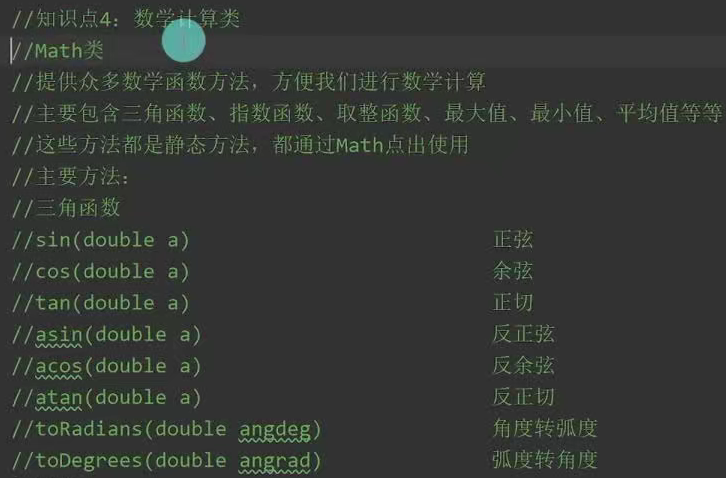 //知识点4：数学计算类
//Math类
//提供众多数学函数方法，方便我们进行数学计算
//主要包含三角函数、指数函数、取整函数、最大值、最小值、平均值等等
//这些方法都是静态方法，都通过Math点出使用
//主要方法：
//三角函数
//sin(double a) 正弦
//cos(double a) 余弦
//tan(double a) 正切
//asin(double a) 反正弦
//acos(double a) 反余弦
//atan(double a) 反正切
//toRadians(double angdeg) 角度转弧度
//toDegrees(double angrad) 弧度转角度